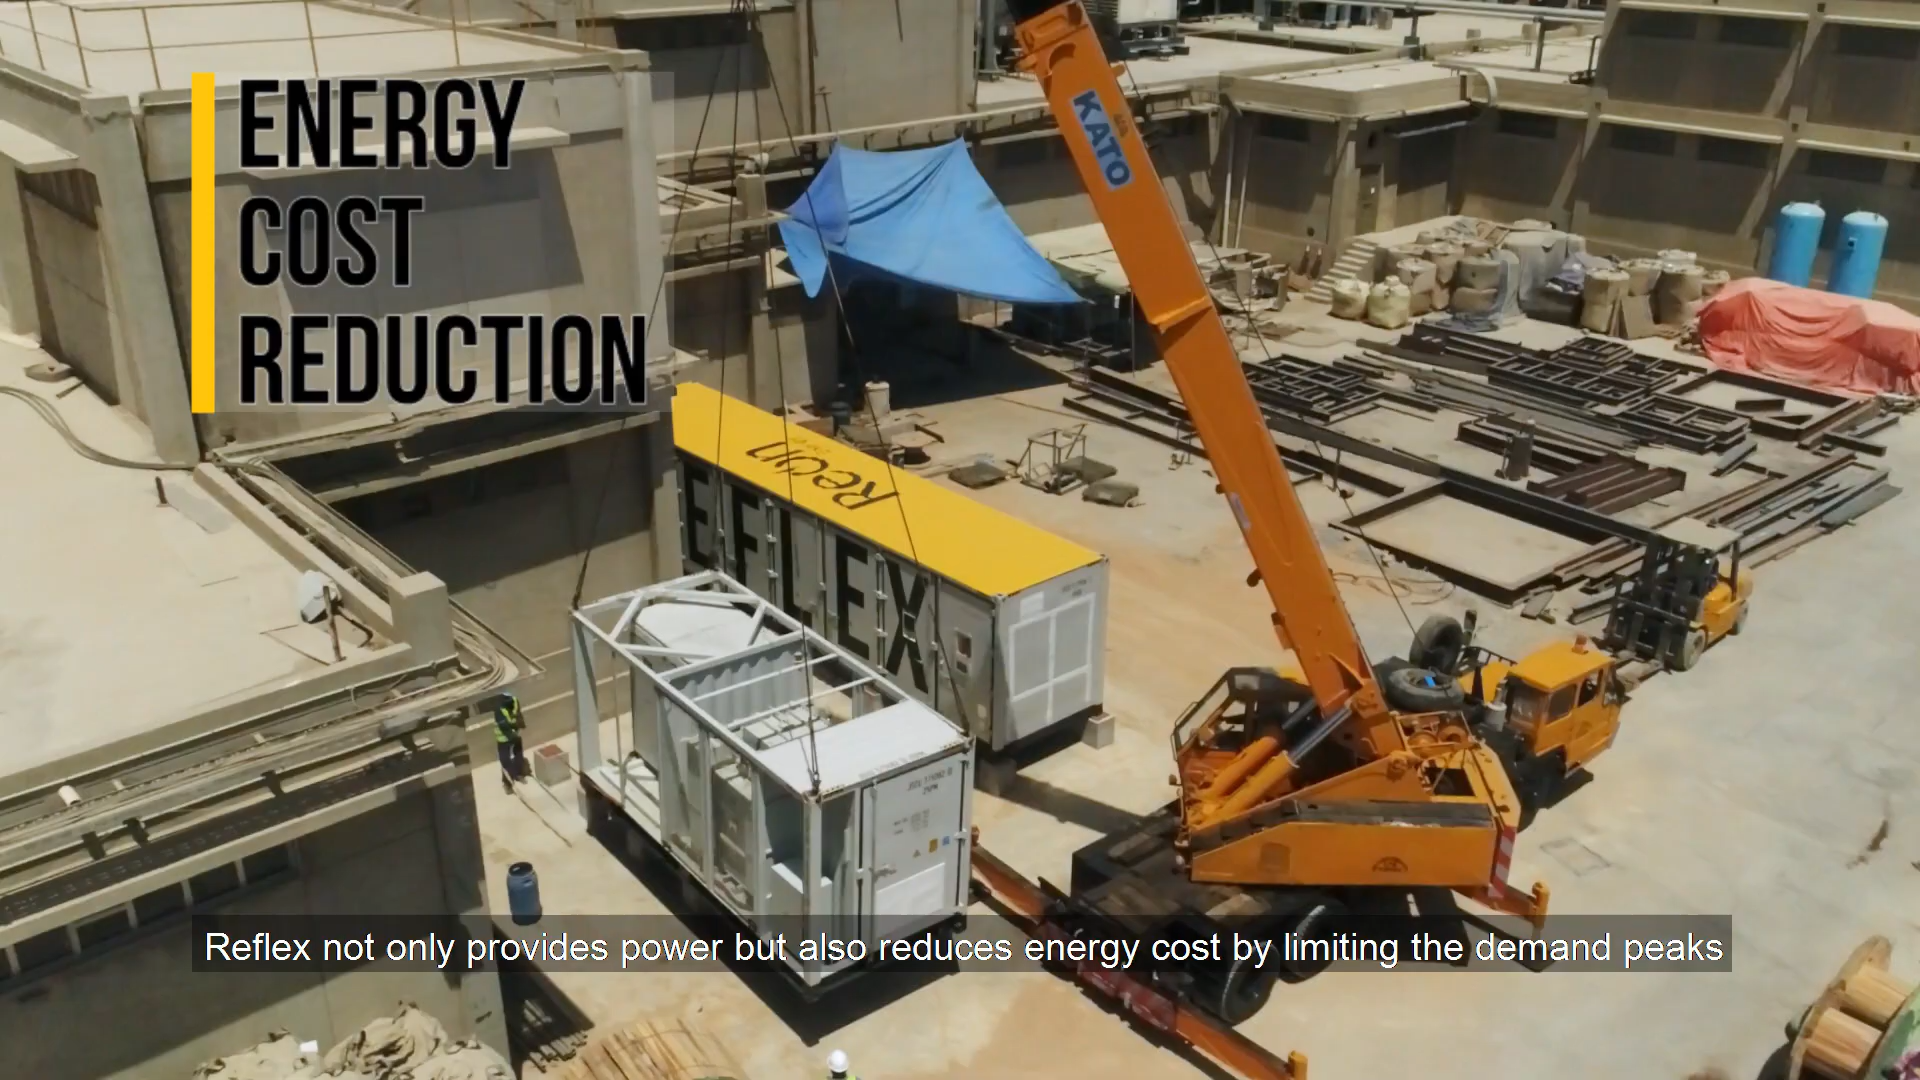 ENERGY
COST
REDUCTION
KATO
Recon
EFLEX
Reflex not only provides power but also reduces energy cost by limiting the demand peaks